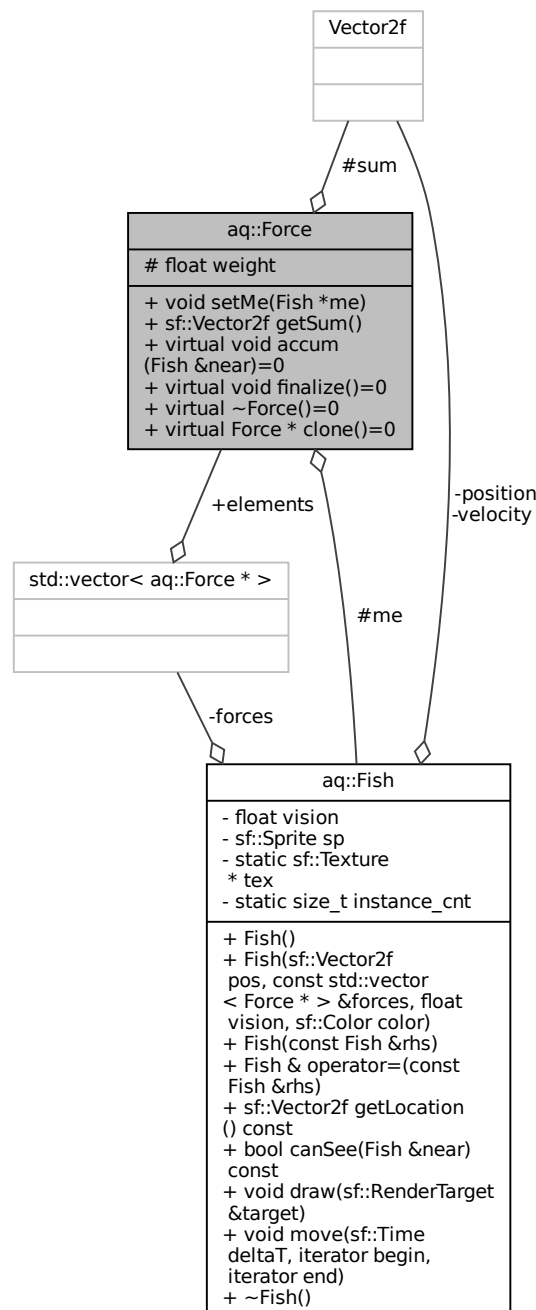 Vector2f
#sum
aq::Force
# float weight
+ void setMe(Fish *me)
+ sf::Vector2f getSum()
+ virtual void accum
(Fish &near)=0
+ virtual void finalize()=0
+ virtual ~Force()=0
+ virtual Force * clone()=0
-position
-velocity
+elements
std::vector< aq::Force * >
#me
-forces
aq::Fish
- float vision
- sf::Sprite sp
- static sf::Texture
* tex
- static size_t instance_cnt
+ Fish()
+ Fish(sf::Vector2f
pos, const std::vector
< Force * > &forces, float
vision, sf::Color color)
+ Fish(const Fish &rhs)
+ Fish & operator=(const
Fish &rhs)
+ sf::Vector2f getLocation
() const
+ bool canSee(Fish &near)
const
+ void draw(sf::RenderTarget
&target)
+ void move(sf::Time
deltaT, iterator begin,
iterator end)
+ ~Fish()